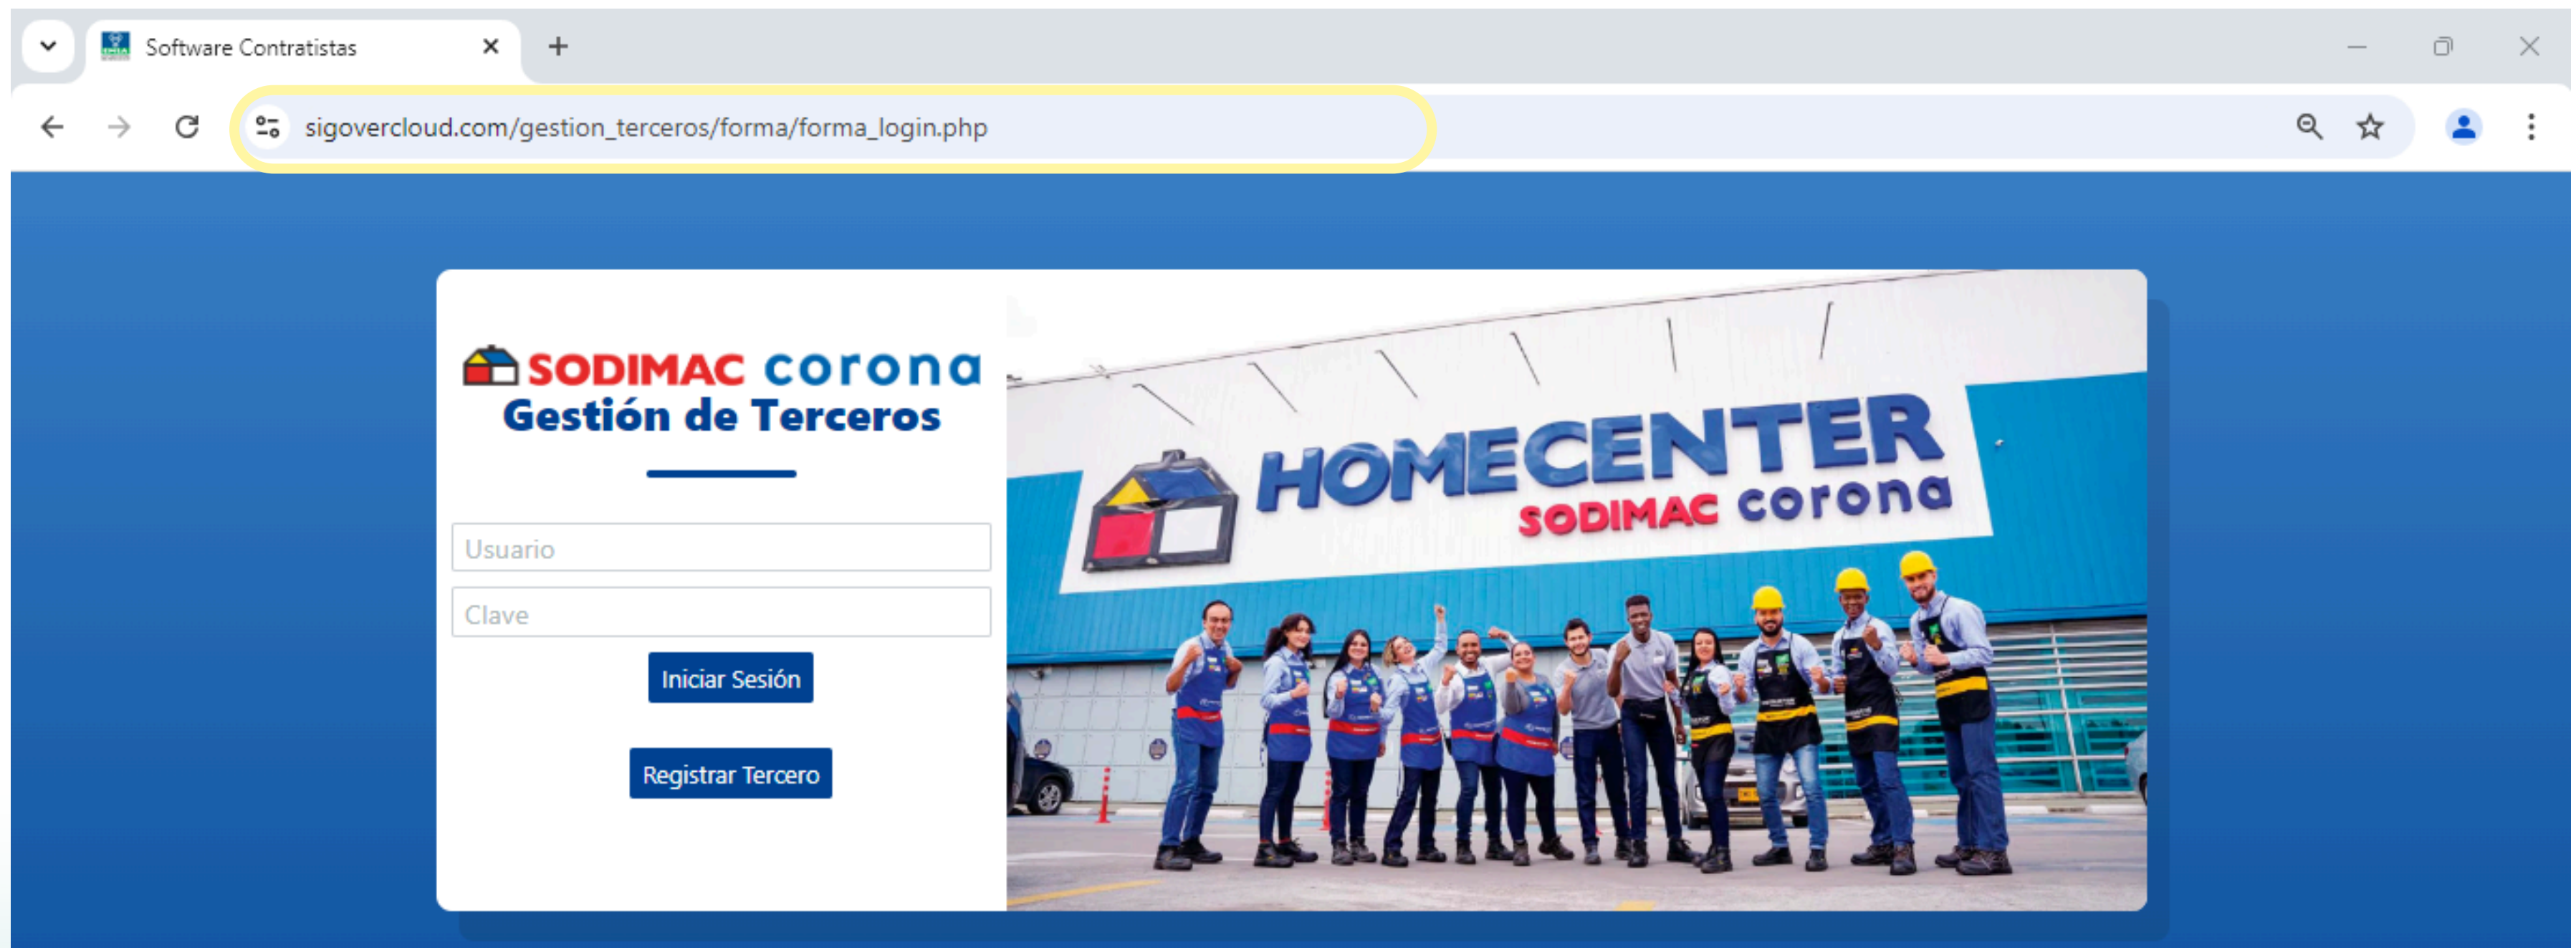 Software Contratistas
sigovercloud.com/gestion_terceros/forma/forma_login.php
SODIMAC corona
Gestión de Terceros
Usuario
Clave
Iniciar Sesión
Registrar Tercero
HOMECENTER
SODIMAC corona